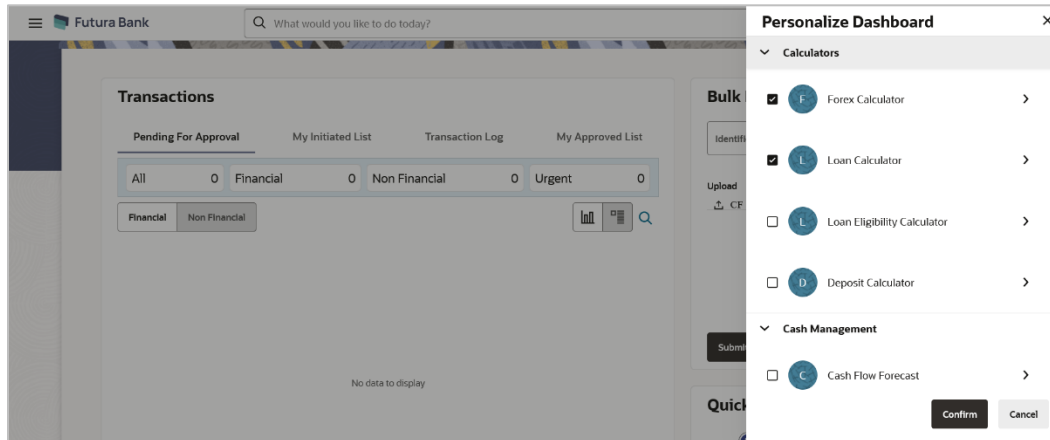 Futura Bank
What would you like to do today?
Personalize Dashboard
Calculators
F Forex Calculator
L Loan Calculator
L Loan Eligibility Calculator
D Deposit Calculator
Cash Management
C Cash Flow Forecast
Confirm Cancel
Transactions
Pending For Approval My Initiated List Transaction Log My Approved List
All 0 Financial 0 Non Financial 0 Urgent 0
Financial Non Financial
No data to display
Bulk
Upload
CF